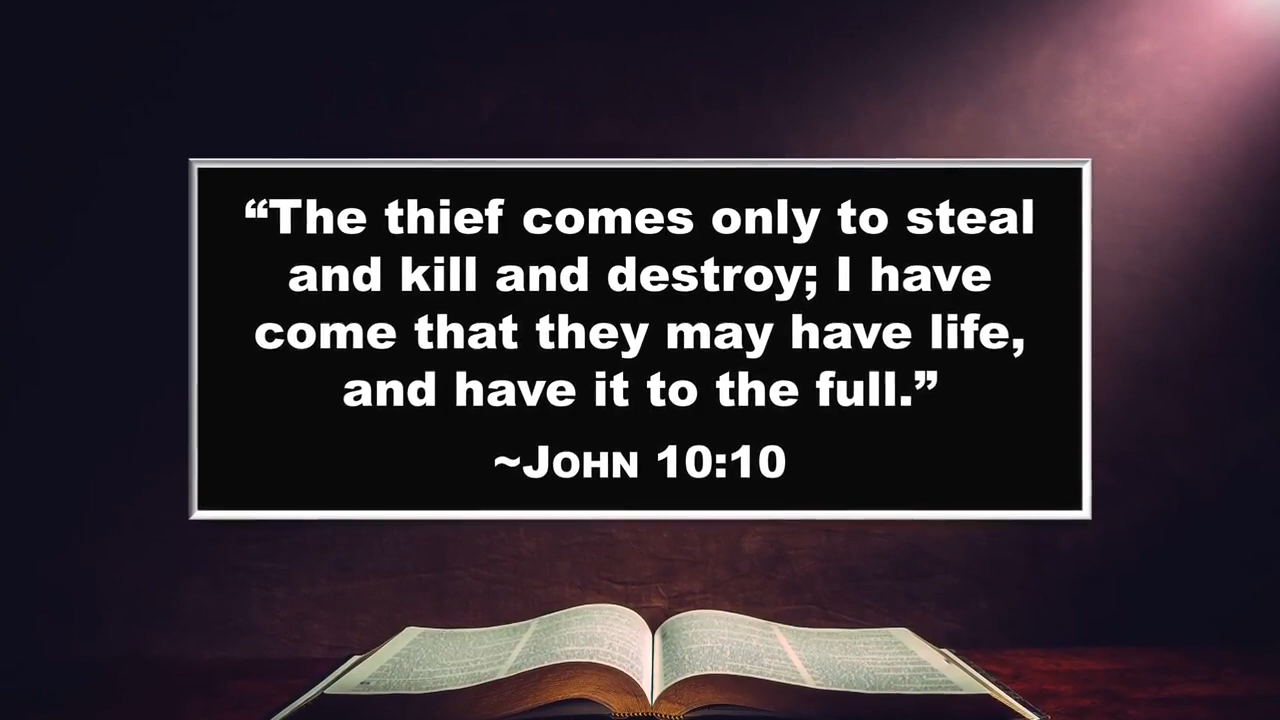 “The thief comes only to steal
and kill and destroy; I have
come that they may have life,
and have it to the full.”
~John 10:10